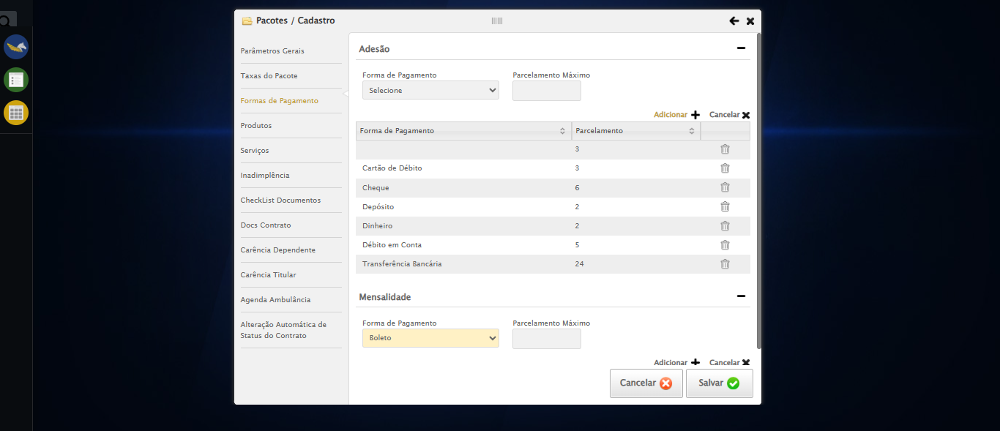 Pacotes / Cadastro
Parâmetros Gerais
Taxas do Pacote
Formas de Pagamento
Produtos
Serviços
Inadimplência
CheckList Documentos
Docs Contrato
Carência Dependente
Carência Titular
Agenda Ambulância
Alteração Automática de
Status do Contrato
Adesão
Forma de Pagamento Parcelamento Máximo
Selecione
Adicionar Cancelar
Forma de Pagamento Parcelamento
3
Cartão de Débito 3
Cheque 6
Depósito 2
Dinheiro 2
Débito em Conta 5
Transferência Bancária 24
Mensalidade
Forma de Pagamento Parcelamento Máximo
Boleto
Adicionar Cancelar
Cancelar Salvar